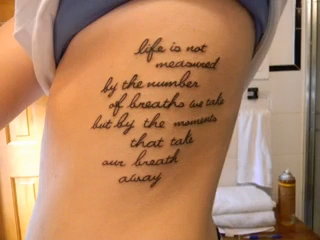 life is not
measured
by the number
of breaths we take
but by the moments
that take
our breath
away